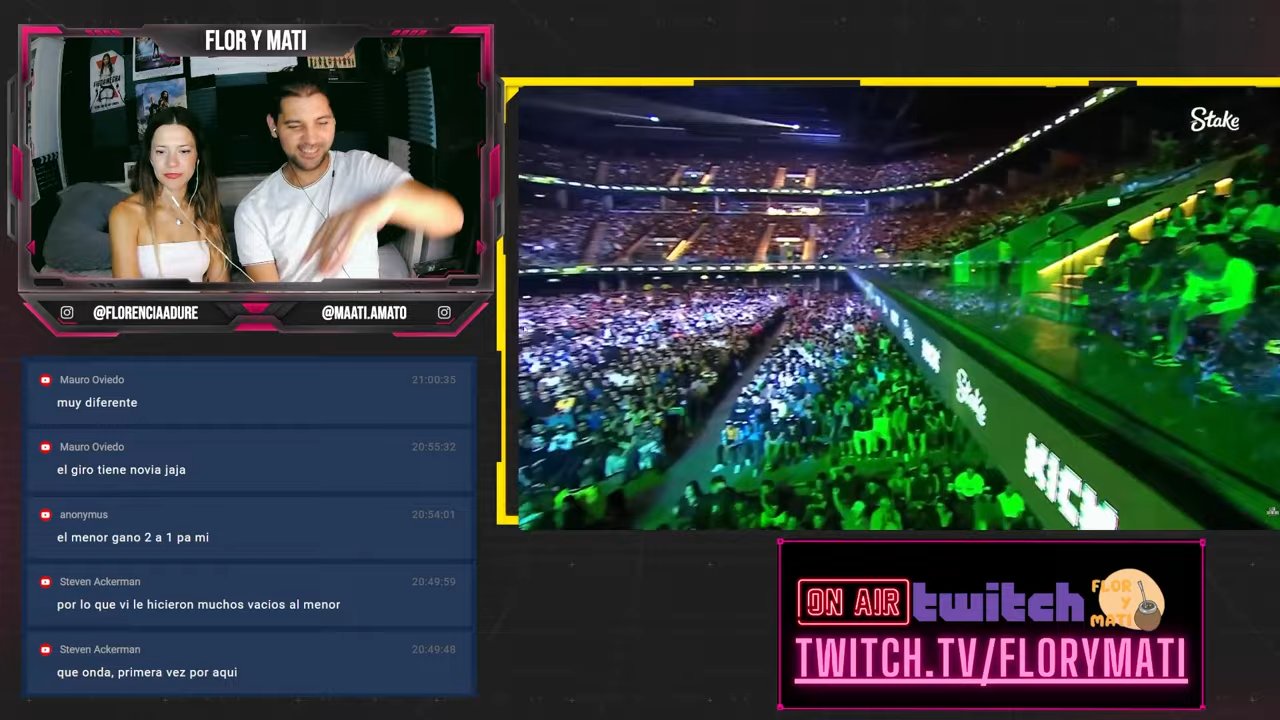 FLOR Y MATI
@FLORENCIAADURE
@MAATI.AMATO
Mauro Oviedo
21:00:35
muy diferente
Mauro Oviedo
20:55:32
el giro tiene novia jaja
anonymus
20:54:01
el menor gano 2 a 1 pa mi
Steven Ackerman
20:49:59
por lo que vi le hicieron muchos vacios al menor
Steven Ackerman
20:49:48
que onda, primera vez por aqui
Stake
Stake
KICK
ON AIR
twitch
FLOR
Y
MATI
TWITCH.TV/FLORYMATI